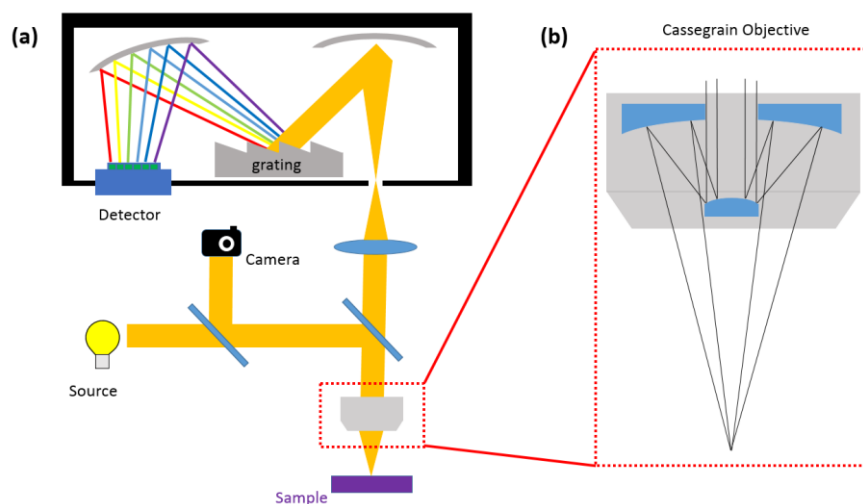 (a)
(b)
Cassegrain Objective
grating
Detector
Camera
Source
Sample